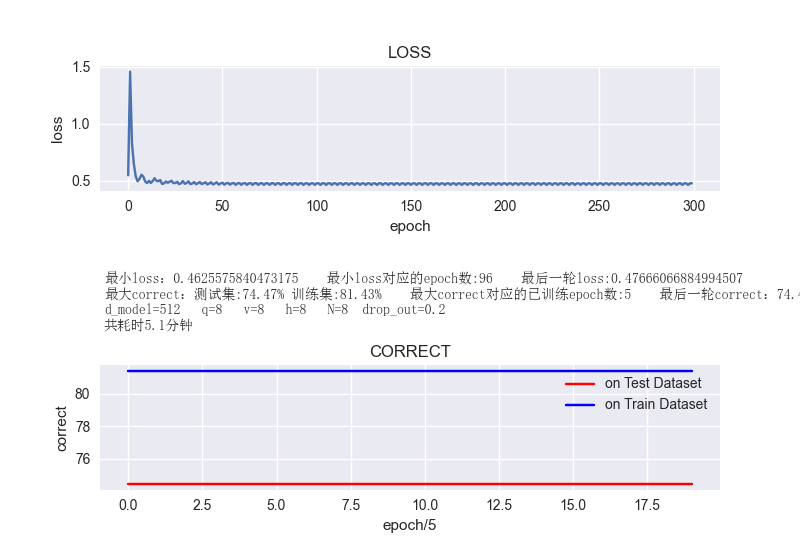 LOSS
1.5
1.0
0.5
loss
0 50 100 150 200 250 300
epoch
最小loss：0.4625575840473175 最小loss对应的epoch数:96 最后一轮loss:0.47666066884994507
最大correct：测试集:74.47% 训练集:81.43% 最大correct对应的已训练epoch数:5 最后一轮correct：74.4
d_model=512 q=8 v=8 h=8 N=8 drop_out=0.2
共耗时5.1分钟
CORRECT
80
78
76
correct
on Test Dataset
on Train Dataset
0.0 2.5 5.0 7.5 10.0 12.5 15.0 17.5
epoch/5